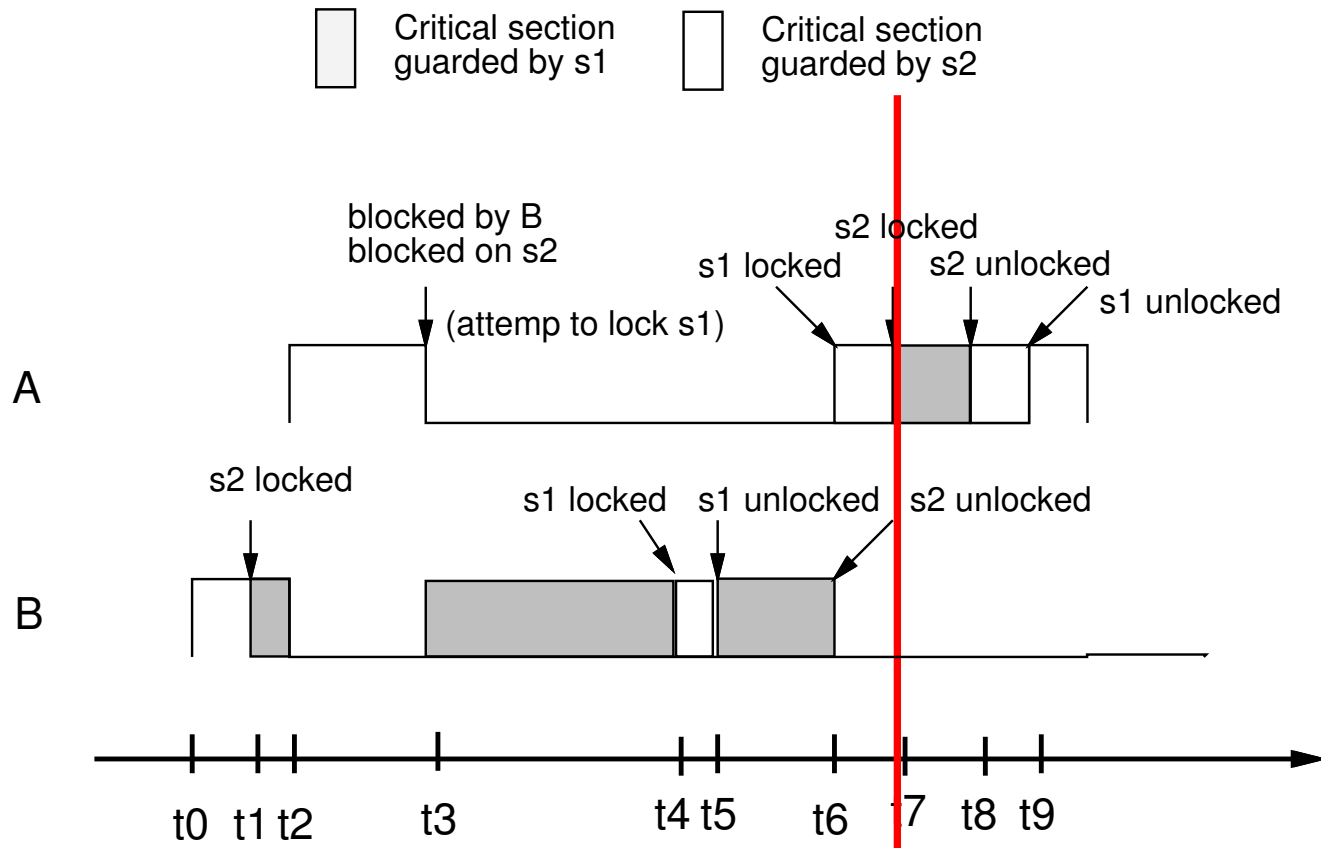 Critical section
guarded by s1
Critical section
guarded by s2
blocked by B
blocked on s2
(attemp to lock s1)
s2 locked
s1 locked
s2 unlocked
s1 unlocked
A
s2 locked
s1 locked
s1 unlocked
s2 unlocked
B
t0 t1 t2 t3 t4 t5 t6 t7 t8 t9